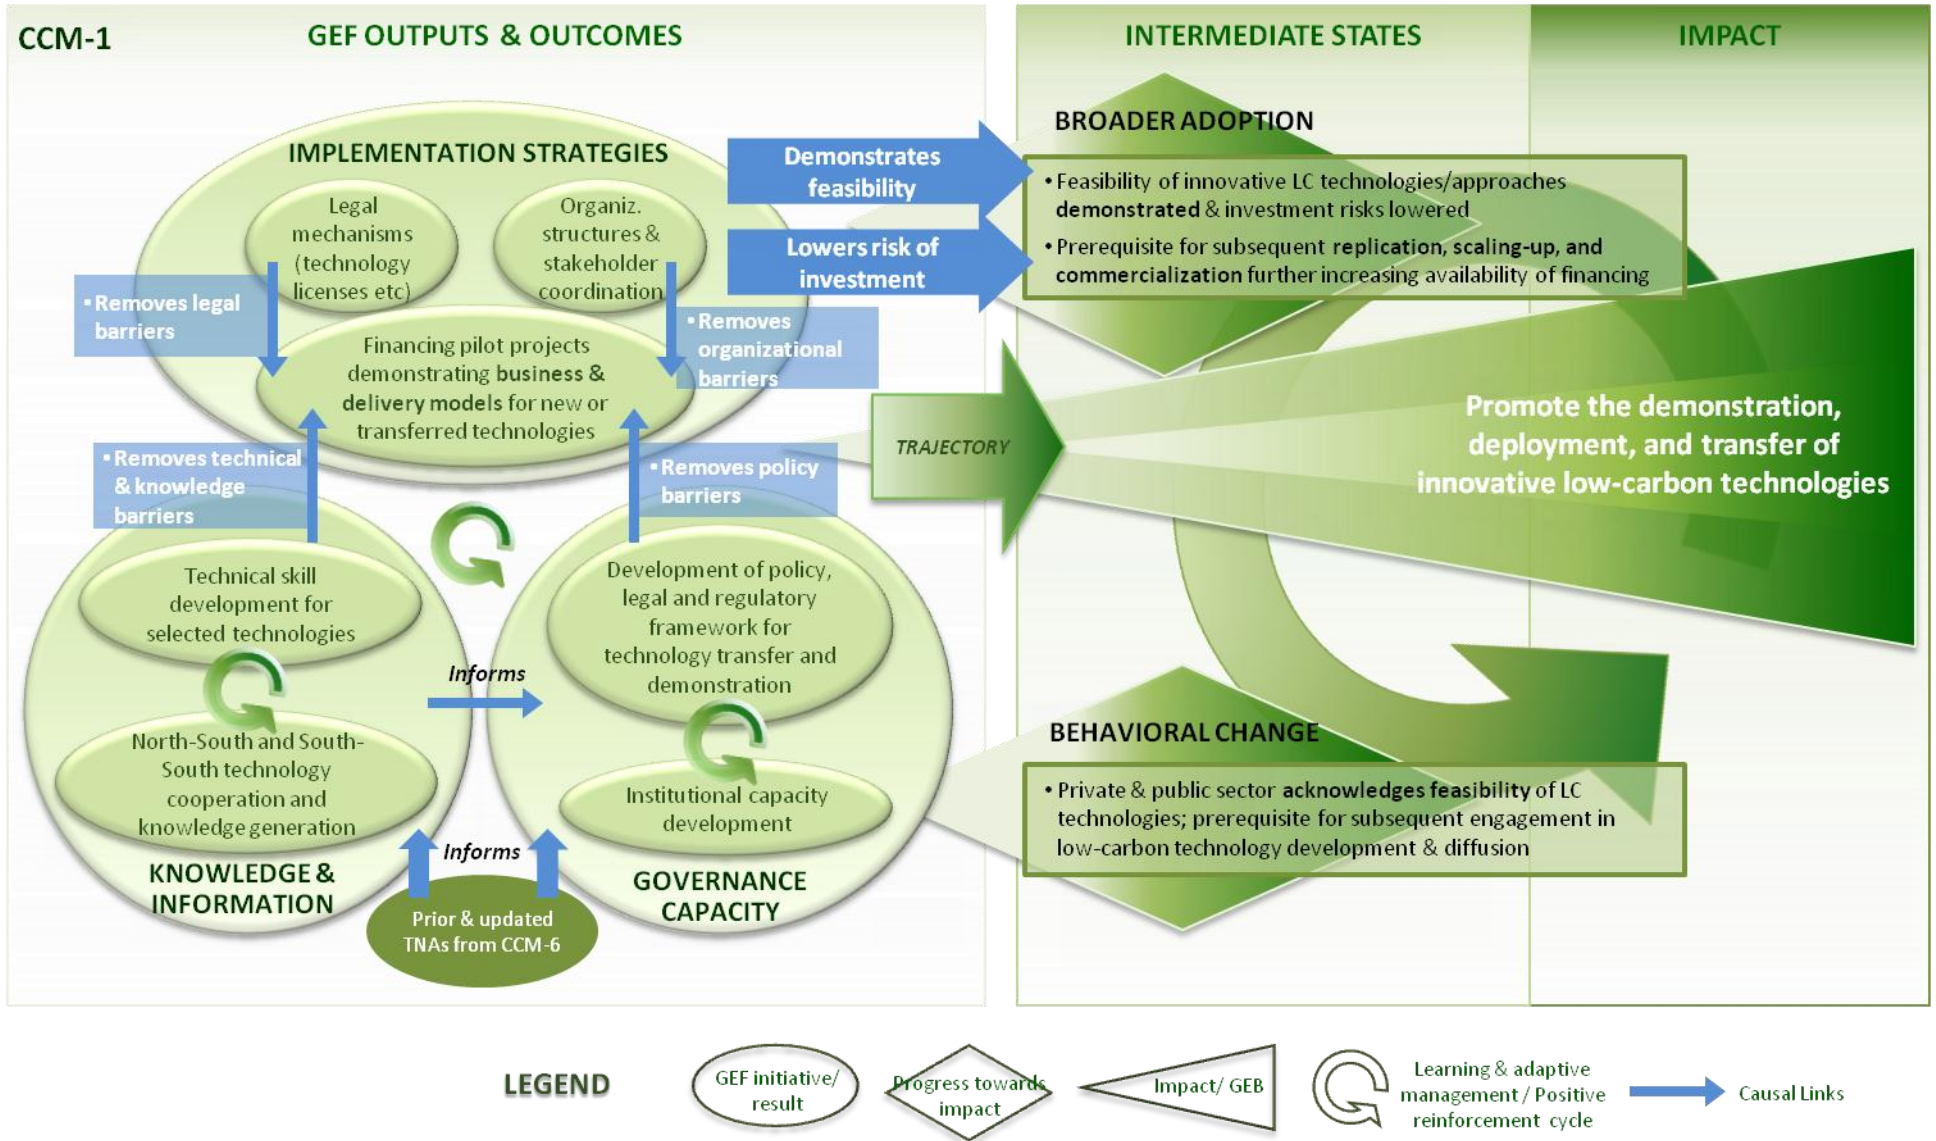 CCM-1
GEF OUTPUTS & OUTCOMES
INTERMEDIATE STATES
IMPACT
IMPLEMENTATION STRATEGIES
Legal
mechanisms
(technology
licenses etc)
Organiz.
structures &
stakeholder
coordination
• Removes legal
barriers
• Removes
organizational
barriers
Financing pilot projects
demonstrating business &
delivery models for new or
transferred technologies
• Removes technical
& knowledge
barriers
• Removes policy
barriers
Demonstrates
feasibility
Lowers risk of
investment
BROADER ADOPTION
• Feasibility of innovative LC technologies/approaches
demonstrated & investment risks lowered
• Prerequisite for subsequent replication, scaling-up, and
commercialization further increasing availability of financing
TRAJECTORY
Promote the demonstration,
deployment, and transfer of
innovative low-carbon technologies
Technical skill
development for
selected technologies
North-South and South-
South technology
cooperation and
knowledge generation
KNOWLEDGE &
INFORMATION
Informs
Informs
Development of policy,
legal and regulatory
framework for
technology transfer and
demonstration
Institutional capacity
development
GOVERNANCE
CAPACITY
Prior & updated
TNAs from CCM-6
BEHAVIORAL CHANGE
• Private & public sector acknowledges feasibility of LC
technologies; prerequisite for subsequent engagement in
low-carbon technology development & diffusion
LEGEND
GEF initiative/
result
Progress towards
impact
Impact/ GEB
Learning & adaptive
management / Positive
reinforcement cycle
Causal Links